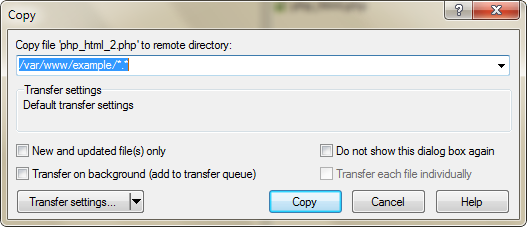 Copy
Copy file 'php_html_2.php' to remote directory:
/var/www/example/*.*
Transfer settings
Default transfer settings
New and updated file(s) only
Do not show this dialog box again
Transfer on background (add to transfer queue)
Transfer each file individually
Transfer settings...
Copy
Cancel
Help